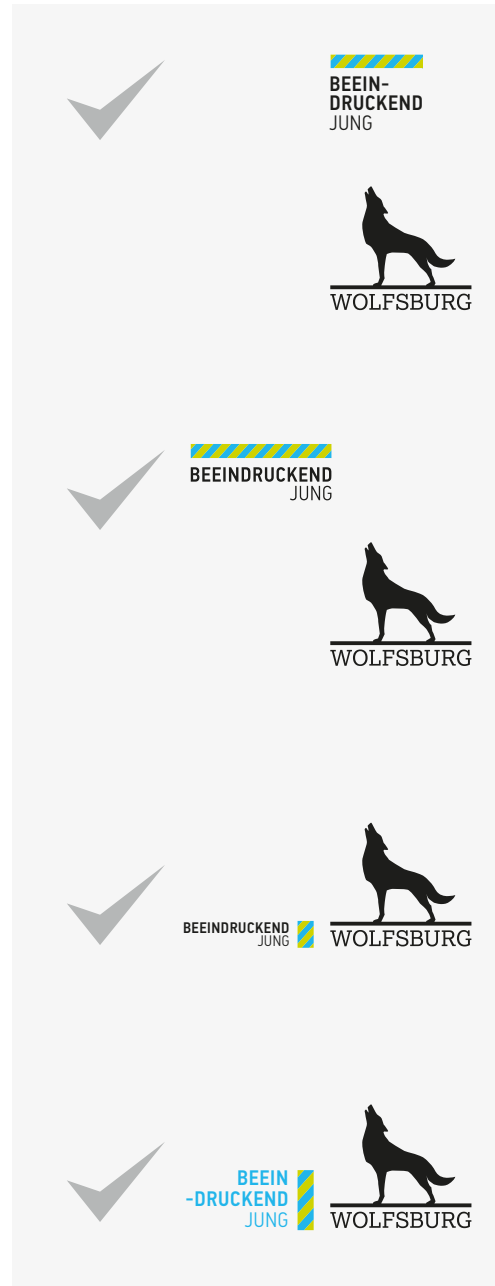 BEEIN-
DRUCKEND
JUNG
WOLFSBURG
BEEINDRUCKEND
JUNG
WOLFSBURG
BEEINDRUCKEND
JUNG
WOLFSBURG
BEEIN
-DRUCKEND
JUNG
WOLFSBURG